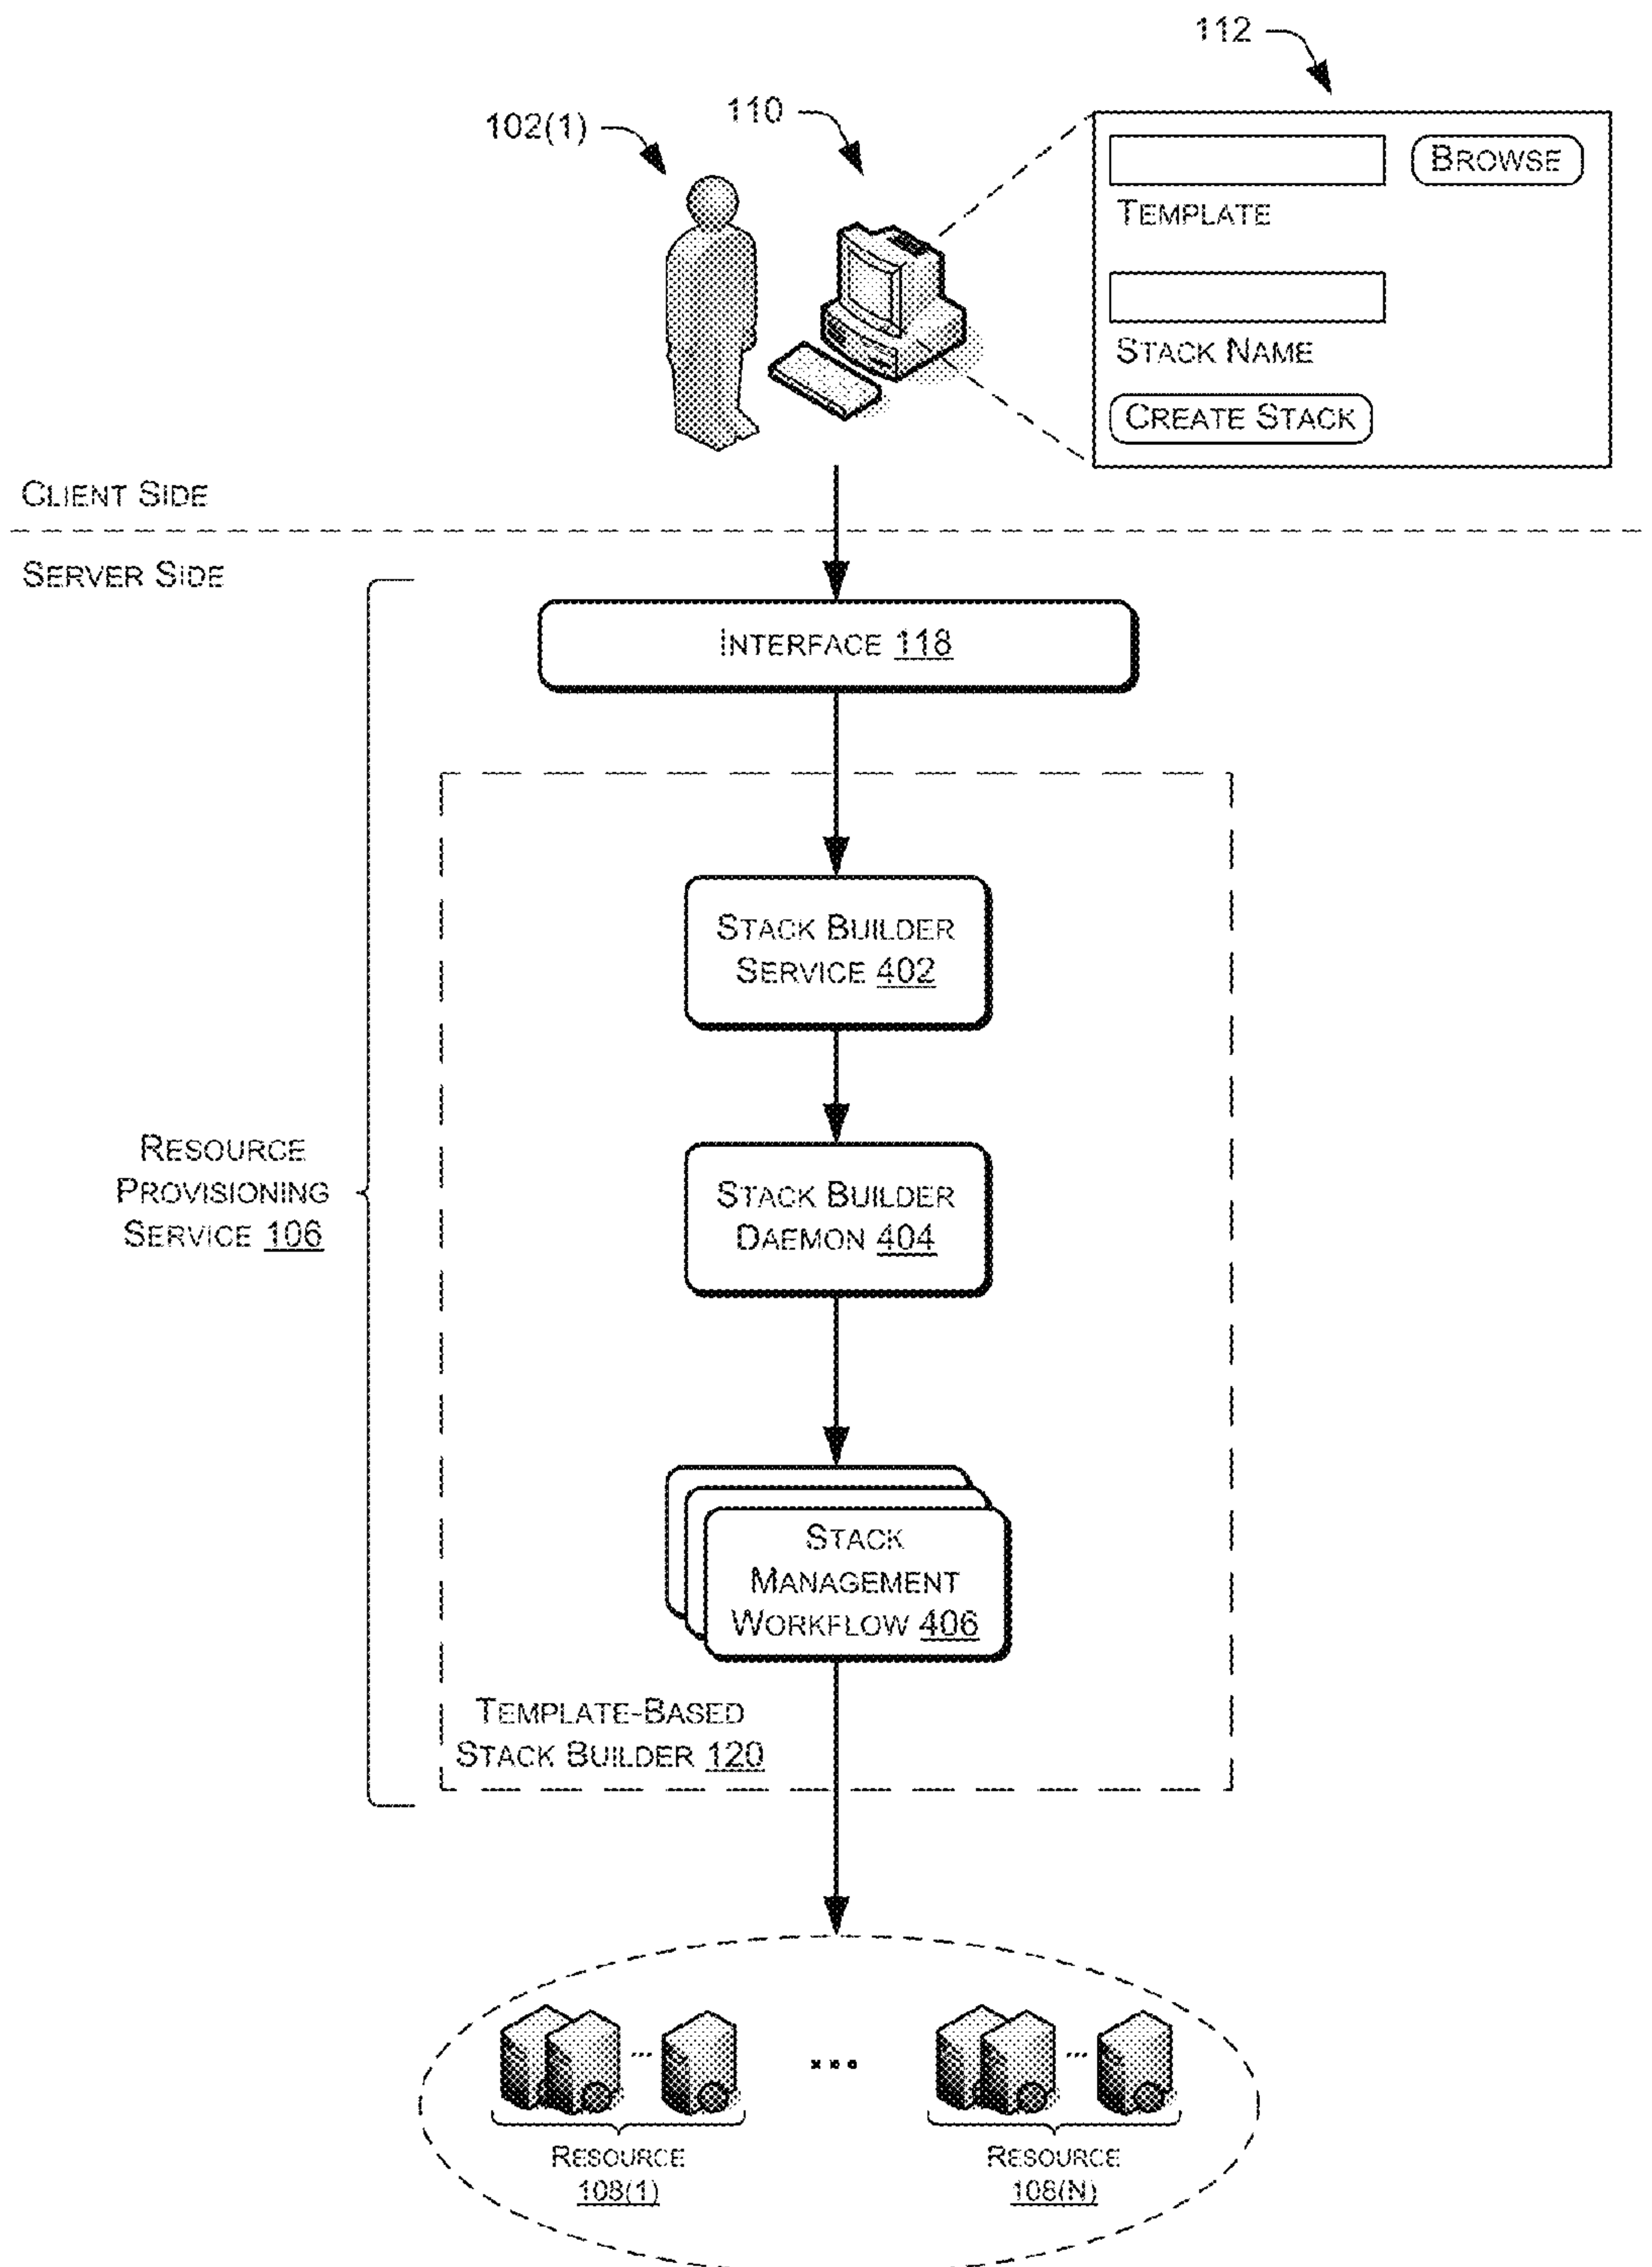 112
110
102(1)
BROWSE
TEMPLATE
STACK NAME
CREATE STACK
CLIENT SIDE
SERVER SIDE
INTERFACE 118
STACK BUILDER
SERVICE 402
RESOURCE
PROVISIONING
SERVICE 106
STACK BUILDER
DAEMON 404
STACK
MANAGEMENT
WORKFLOW 406
TEMPLATE-BASED
STACK BUILDER 120
...
...
...
RESOURCE
108(1)
RESOURCE
108(N)